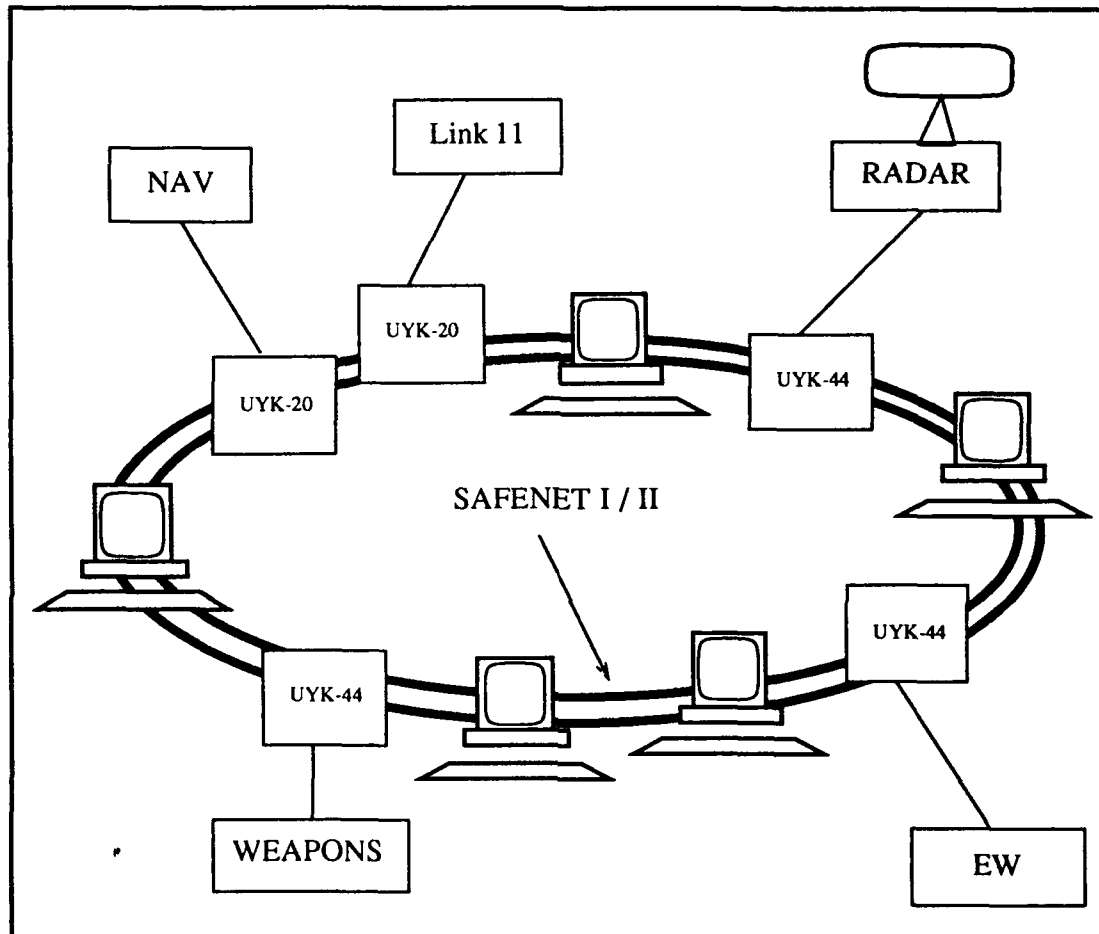 Link 11
NAV
RADAR
UYK-20
UYK-20
UYK-44
SAFENET I / II
UYK-44
UYK-44
WEAPONS
EW